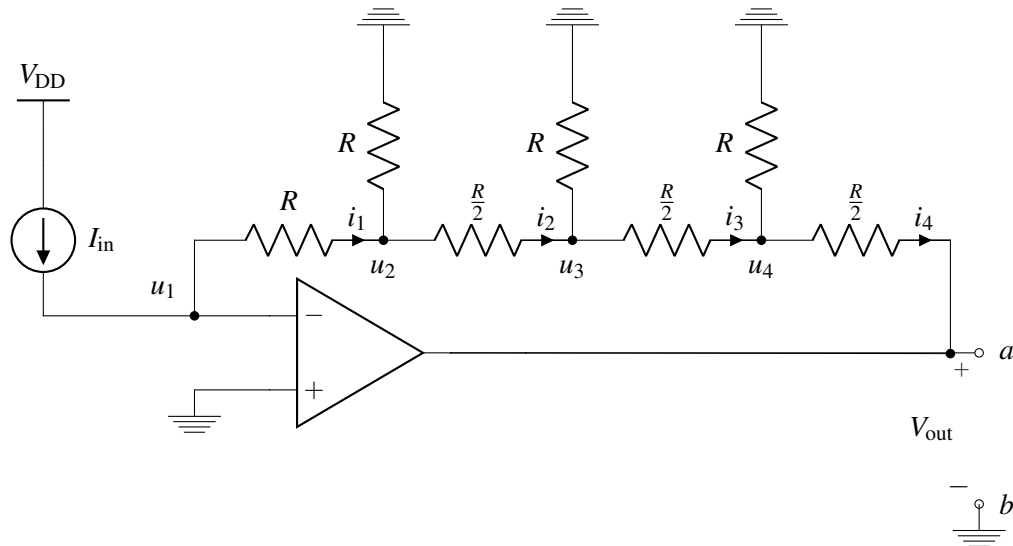 V_DD
R
R
R
R
i_1
R/2
i_2
R/2
i_3
R/2
i_4
I_in
u_1
u_2
u_3
u_4
−
+
+
a
V_out
−
b